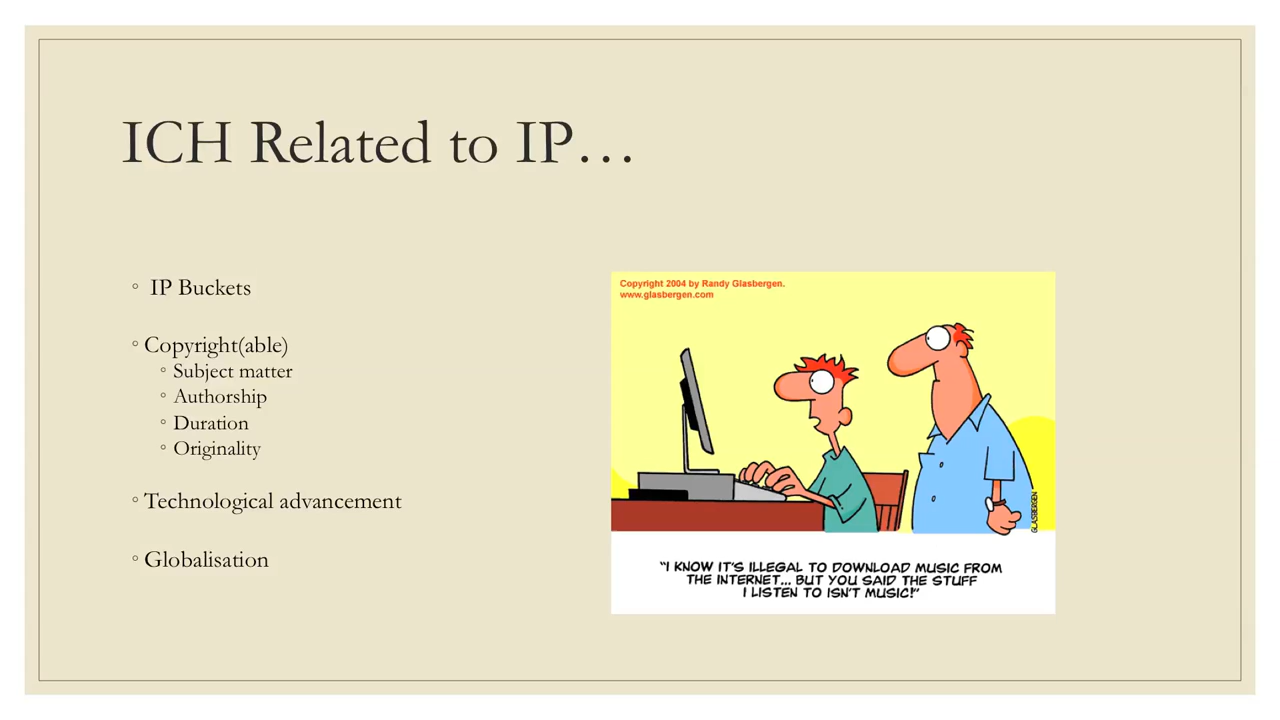 ICH Related to IP…
◦ IP Buckets
◦ Copyright(able)
◦ Subject matter
◦ Authorship
◦ Duration
◦ Originality
◦ Technological advancement
◦ Globalisation
Copyright 2004 by Randy Glasbergen.
www.glasbergen.com
GLASBERGEN
"I KNOW IT'S ILLEGAL TO DOWNLOAD MUSIC FROM
THE INTERNET... BUT YOU SAID THE STUFF
I LISTEN TO ISN'T MUSIC!"